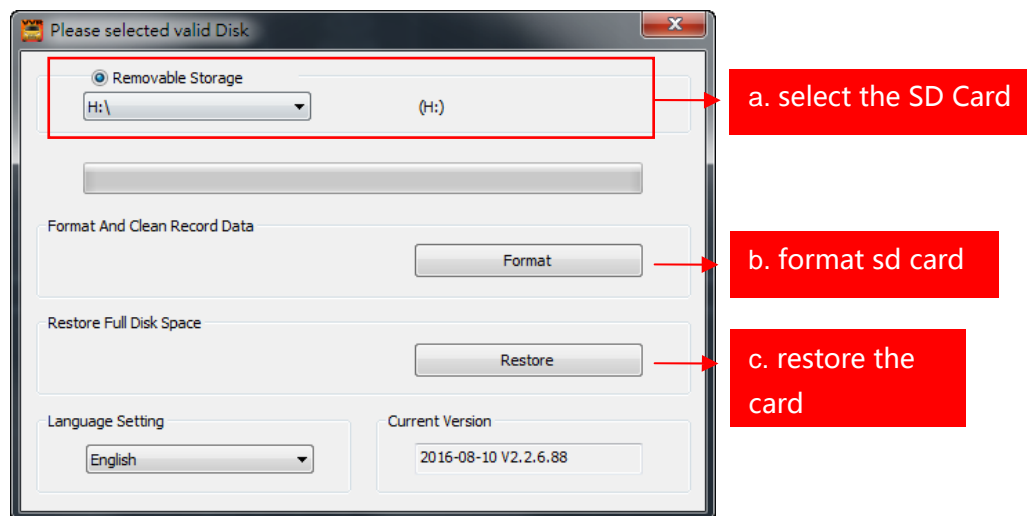 Please selected valid Disk
Removable Storage
H:\ (H:)
a. select the SD Card
Format And Clean Record Data
Format
b. format sd card
Restore Full Disk Space
Restore
c. restore the
card
Language Setting
English
Current Version
2016-08-10 V2.2.6.88